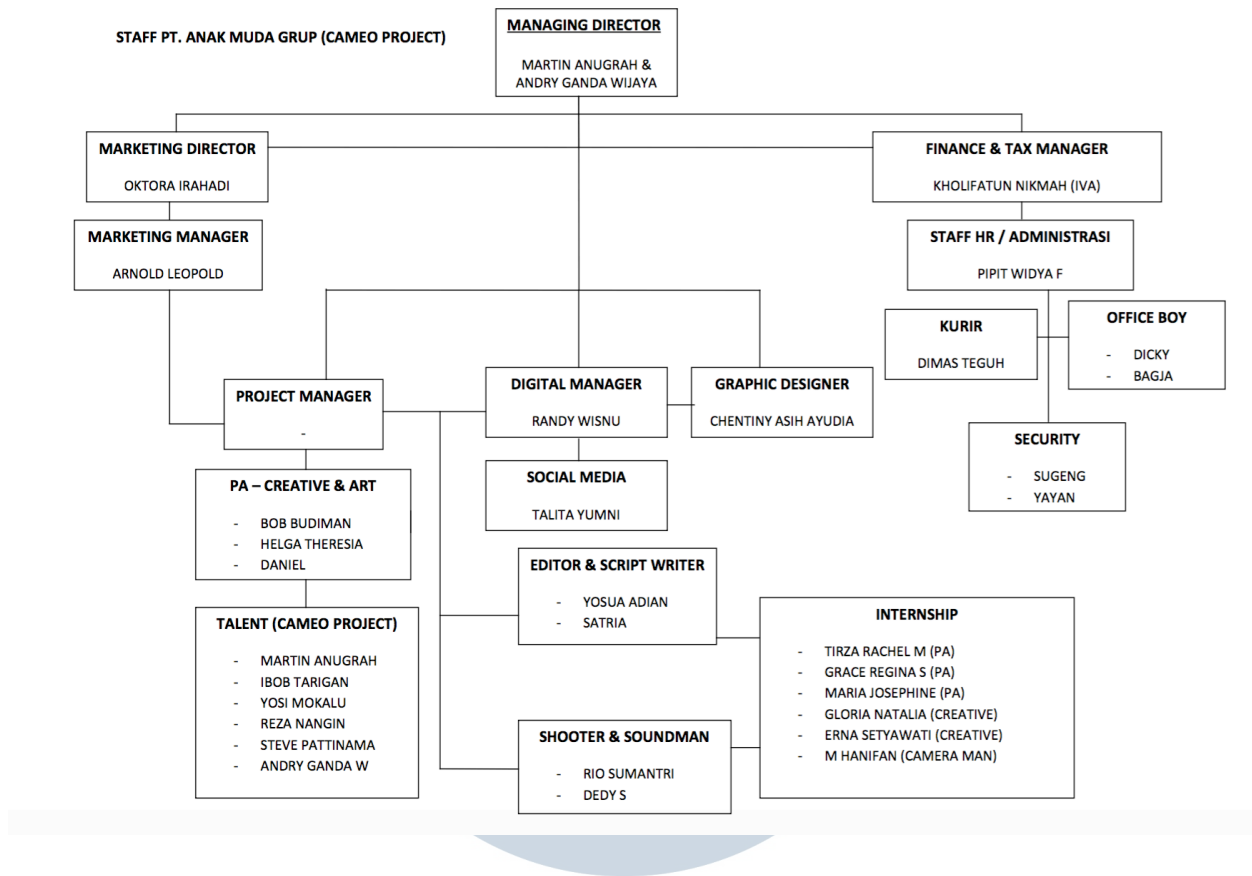 STAFF PT. ANAK MUDA GRUP (CAMEO PROJECT)
MANAGING DIRECTOR
MARTIN ANUGRAH &
ANDRY GANDA WIJAYA
MARKETING DIRECTOR
OKTORA IRAHADI
FINANCE & TAX MANAGER
KHOLIFATUN NIKMAH (IVA)
MARKETING MANAGER
ARNOLD LEOPOLD
STAFF HR / ADMINISTRASI
PIPIT WIDYA F
KURIR
DIMAS TEGUH
OFFICE BOY
- DICKY
- BAGJA
SECURITY
- SUGENG
- YAYAN
PROJECT MANAGER
-
DIGITAL MANAGER
RANDY WISNU
GRAPHIC DESIGNER
CHENTINY ASIH AYUDIA
PA – CREATIVE & ART
- BOB BUDIMAN
- HELGA THERESIA
- DANIEL
SOCIAL MEDIA
TALITA YUMNI
TALENT (CAMEO PROJECT)
- MARTIN ANUGRAH
- IBOB TARIGAN
- YOSI MOKALU
- REZA NANGIN
- STEVE PATTINAMA
- ANDRY GANDA W
EDITOR & SCRIPT WRITER
- YOSUA ADIAN
- SATRIA
SHOOTER & SOUNDMAN
- RIO SUMANTRI
- DEDY S
INTERNSHIP
- TIRZA RACHEL M (PA)
- GRACE REGINA S (PA)
- MARIA JOSEPHINE (PA)
- GLORIA NATALIA (CREATIVE)
- ERNA SETYAWATI (CREATIVE)
- M HANIFAN (CAMERA MAN)